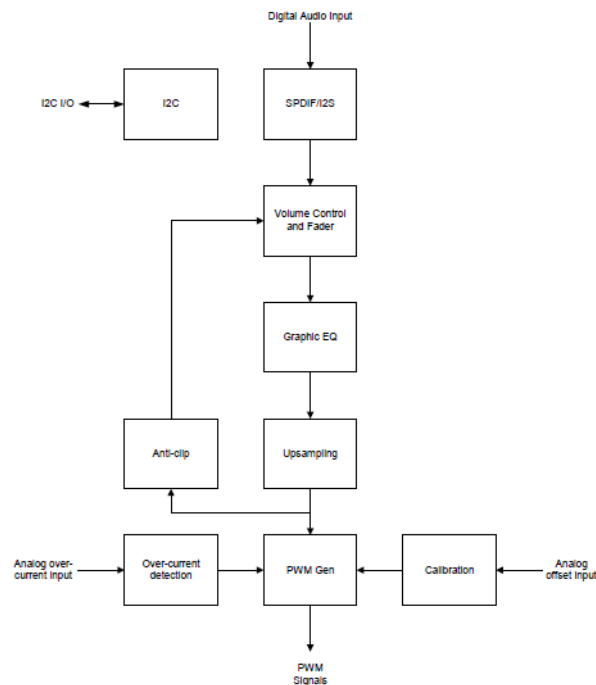 Digital Audio Input
I2C I/O
I2C
SPDIF/I2S
Volume Control
and Fader
Graphic EQ
Anti-clip
Upsampling
Analog over-
current input
Over-current
detection
PWM Gen
Calibration
Analog
offset input
PWM
Signals